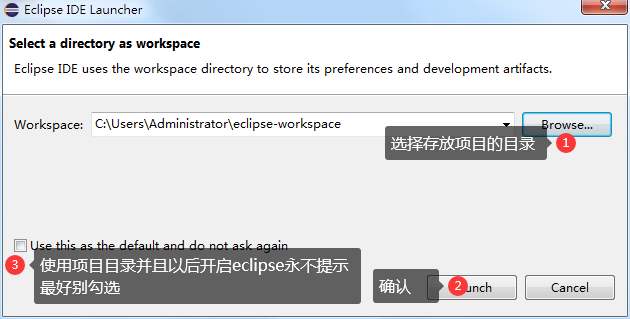 Eclipse IDE Launcher
Select a directory as workspace
Eclipse IDE uses the workspace directory to store its preferences and development artifacts.
Workspace: C:\Users\Administrator\eclipse-workspace Browse...
选择存放项目的目录 1
Use this as the default and do not ask again
3 使用项目目录并且以后开启eclipse永不提示
最好别勾选
确认 2 unch Cancel